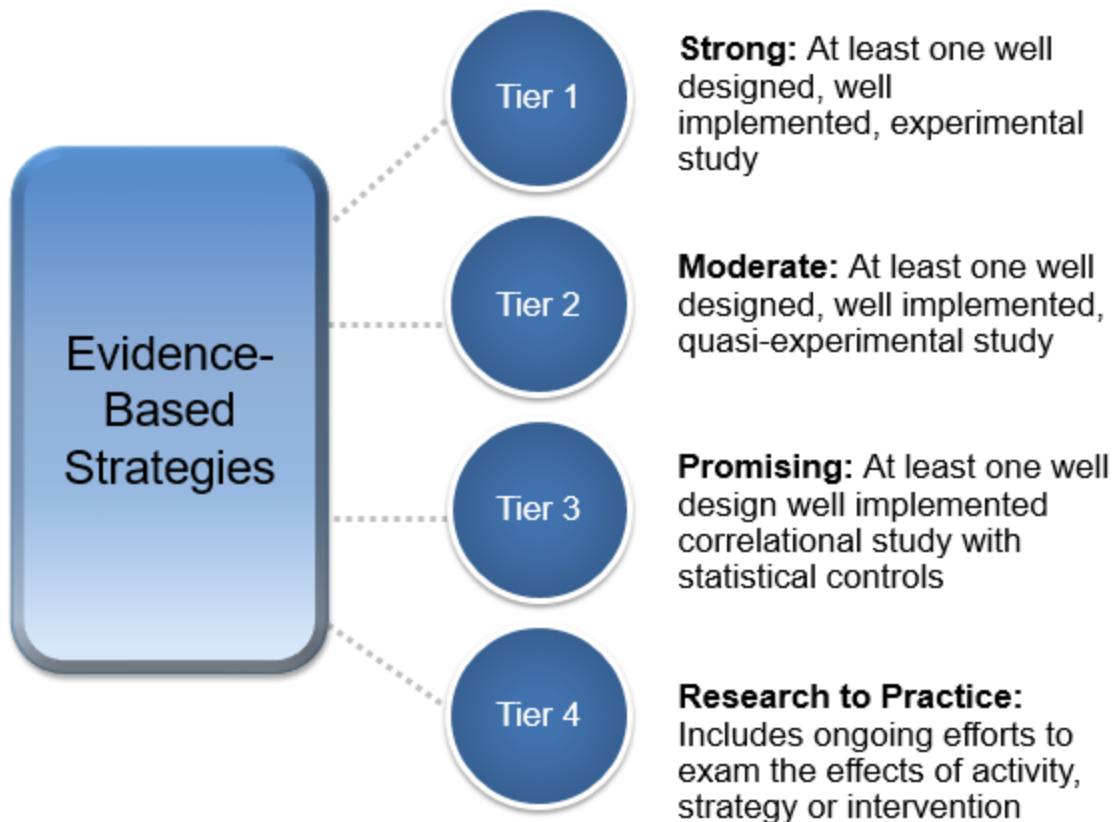 Evidence-
Based
Strategies
Tier 1
Strong: At least one well
designed, well
implemented, experimental
study
Tier 2
Moderate: At least one well
designed, well implemented,
quasi-experimental study
Tier 3
Promising: At least one well
design well implemented
correlational study with
statistical controls
Tier 4
Research to Practice:
Includes ongoing efforts to
exam the effects of activity,
strategy or intervention